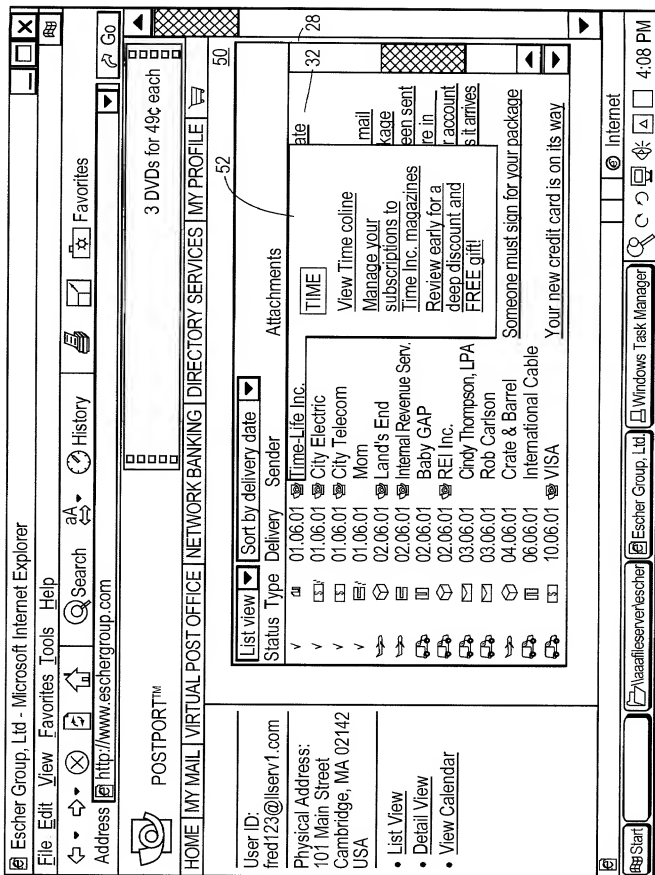 Escher Group, Ltd - Microsoft Internet Explorer
File Edit View Favorites Tools Help
Search aA History Favorites
Address http://www.eschergroup.com Go
POSTPORT™
3 DVDs for 49¢ each
HOME MY MAIL VIRTUAL POST OFFICE NETWORK BANKING DIRECTORY SERVICES MY PROFILE
User ID:
fred123@llserv1.com
Physical Address:
101 Main Street
Cambridge, MA 02142
USA
• List View
• Detail View
• View Calendar
52
50
32
28
List view Sort by delivery date
Status Type Delivery Sender Attachments
01.06.01 Time-Life Inc. ate
01.06.01 City Electric
01.06.01 City Telecom
01.06.01 Mom mail
02.06.01 Land's End kage
02.06.01 Internal Revenue Serv. een sent
02.06.01 Baby GAP re in
02.06.01 REI Inc. r account
03.06.01 Cindy Thompson, LPA s it arrives
03.06.01 Rob Carlson
04.06.01 Crate & Barrel Someone must sign for your package
06.06.01 International Cable
10.06.01 VISA Your new credit card is on its way
TIME
View Time coline
Manage your
subscriptions to
Time Inc. magazines
Review early for a
deep discount and
FREE gift!
Internet
Start \\aaafileserver\escher Escher Group, Ltd. Windows Task Manager 4:08 PM